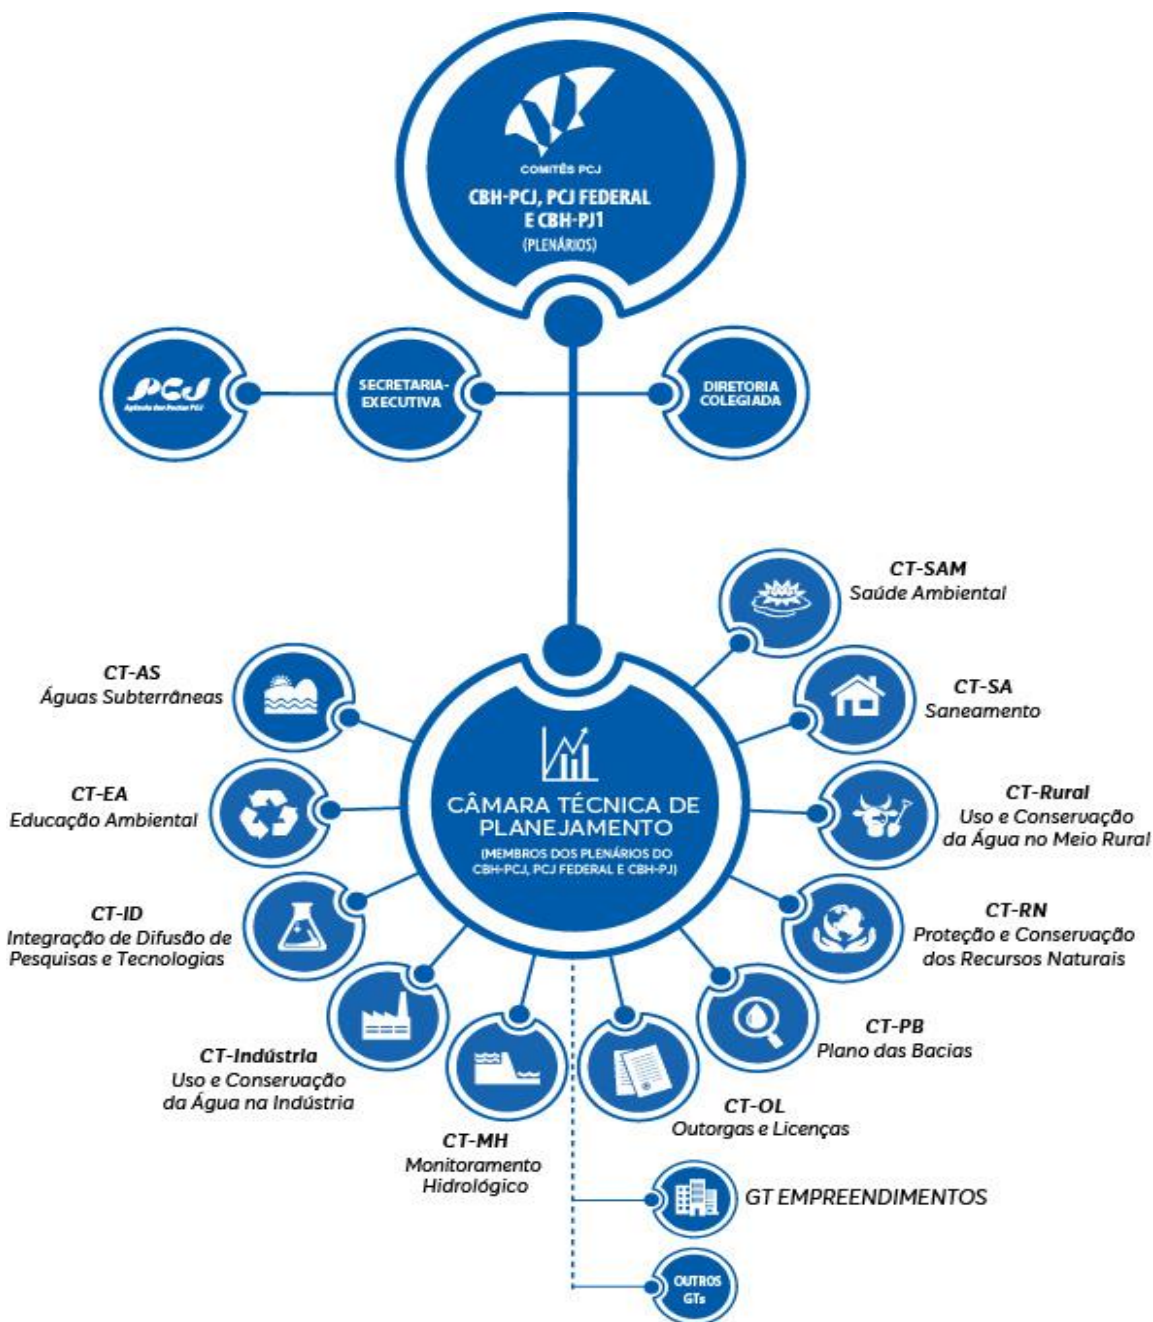 COMITÊS PCJ
CBH-PCJ, PCJ FEDERAL
E CBH-PJ1
(PLENÁRIOS)
PCJ
Agência das Bacias PCJ
SECRETARIA-
EXECUTIVA
DIRETORIA
COLEGIADA
CT-SAM
Saúde Ambiental
CT-AS
Águas Subterrâneas
CT-SA
Saneamento
CT-EA
Educação Ambiental
CÂMARA TÉCNICA DE
PLANEJAMENTO
(MEMBROS DOS PLENÁRIOS DO
CBH-PCJ, PCJ FEDERAL E CBH-PJ)
CT-Rural
Uso e Conservação
da Água no Meio Rural
CT-ID
Integração de Difusão de
Pesquisas e Tecnologias
CT-RN
Proteção e Conservação
dos Recursos Naturais
CT-Indústria
Uso e Conservação
da Água na Indústria
CT-PB
Plano das Bacias
CT-MH
Monitoramento
Hidrológico
CT-OL
Outorgas e Licenças
GT EMPREENDIMENTOS
OUTROS
GTs